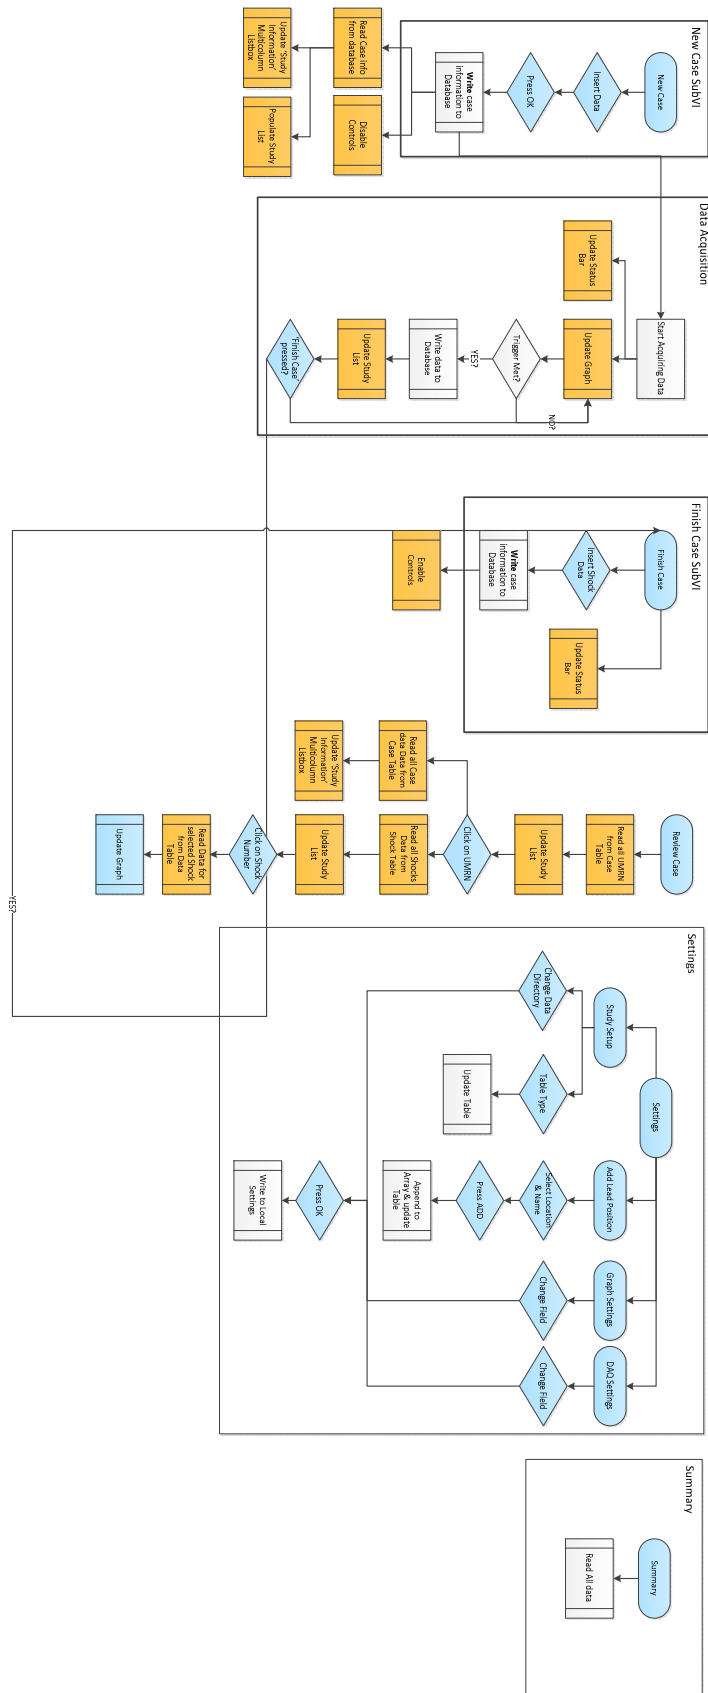 New Case SubVI
New Case
Insert Data
Press OK
Write case
information to
Database
Read Case Info
from database
Disable
Controls
Update ‘Study
Information’
Multicolumn
Listbox
Populate Study
List
Data Acquisition
Start Acquiring Data
Update Status
Bar
Update Graph
Trigger Met?
YES?
Write data to
Database
Update Study
List
‘Finish Case’
pressed?
NO?
Finish Case SubVI
Finish Case
Insert Shock
Data
Write case
information to
Database
Enable
Controls
Update Status
Bar
Review Case
Read all UMRN
from Case
Table
Update Study
List
Click on UMRN
Read all Case
data Data from
Case Table
Update ‘Study
Information’
Multicolumn
Listbox
Read all Shocks
Data from
Shock Table
Update Study
List
Click on Shock
Number
Read Data for
selected Shock
from Data
Table
Update Graph
YES?
Settings
Settings
Study Setup
Change Data
Directory
Table Type
Update Table
Add Lead Position
Select Location
& Name
Press ADD
Append to
Array & update
Table
Graph Settings
Change Field
DAQ Settings
Change Field
Press OK
Write to Local
Settings
Summary
Summary
Read All data